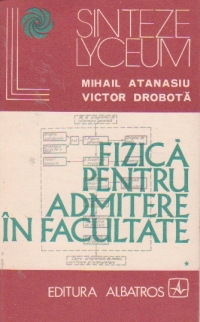 SINTEZE
LYCEUM
MIHAIL ATANASIU
VICTOR DROBOTĂ
FIZICĂ
PENTRU
ADMITERE
ÎN FACULTATE
*
EDITURA ALBATROS